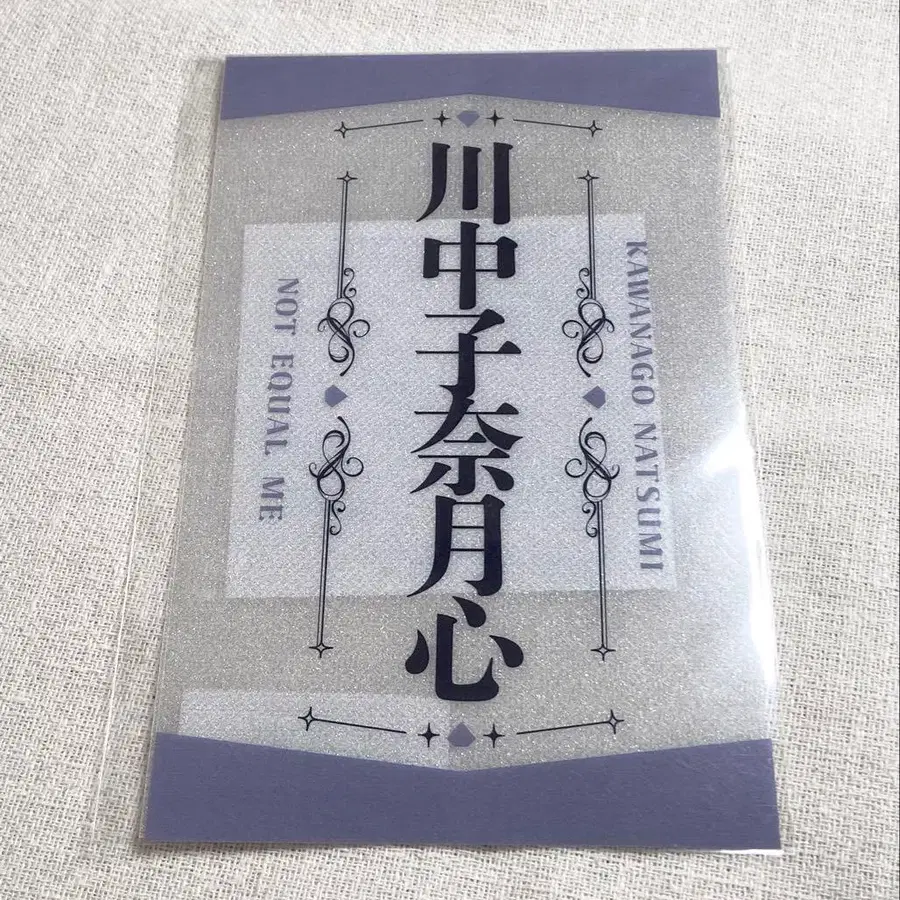 川中子奈月心
KAWANAGO NATSUMI
NOT EQUAL ME